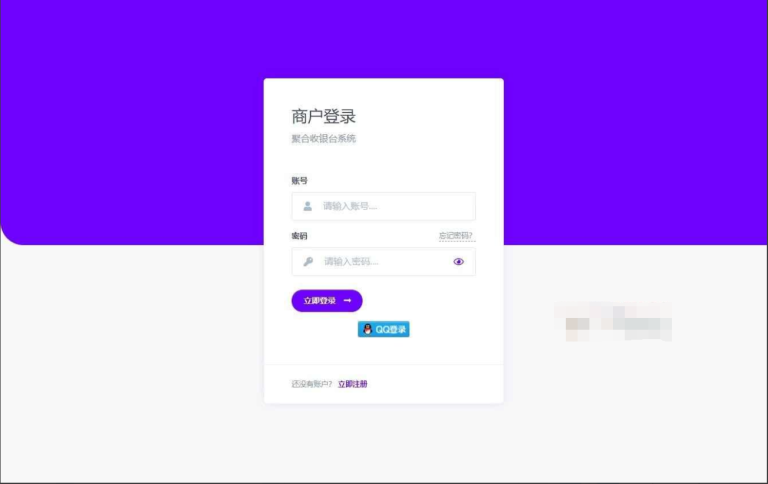 商户登录
聚合收银台系统
账号
请输入账号....
密码 忘记密码?
请输入密码....
立即登录
QQ登录
还没有账户? 立即注册